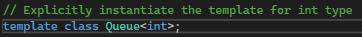 // Explicitly instantiate the template for int type
template class Queue<int>;